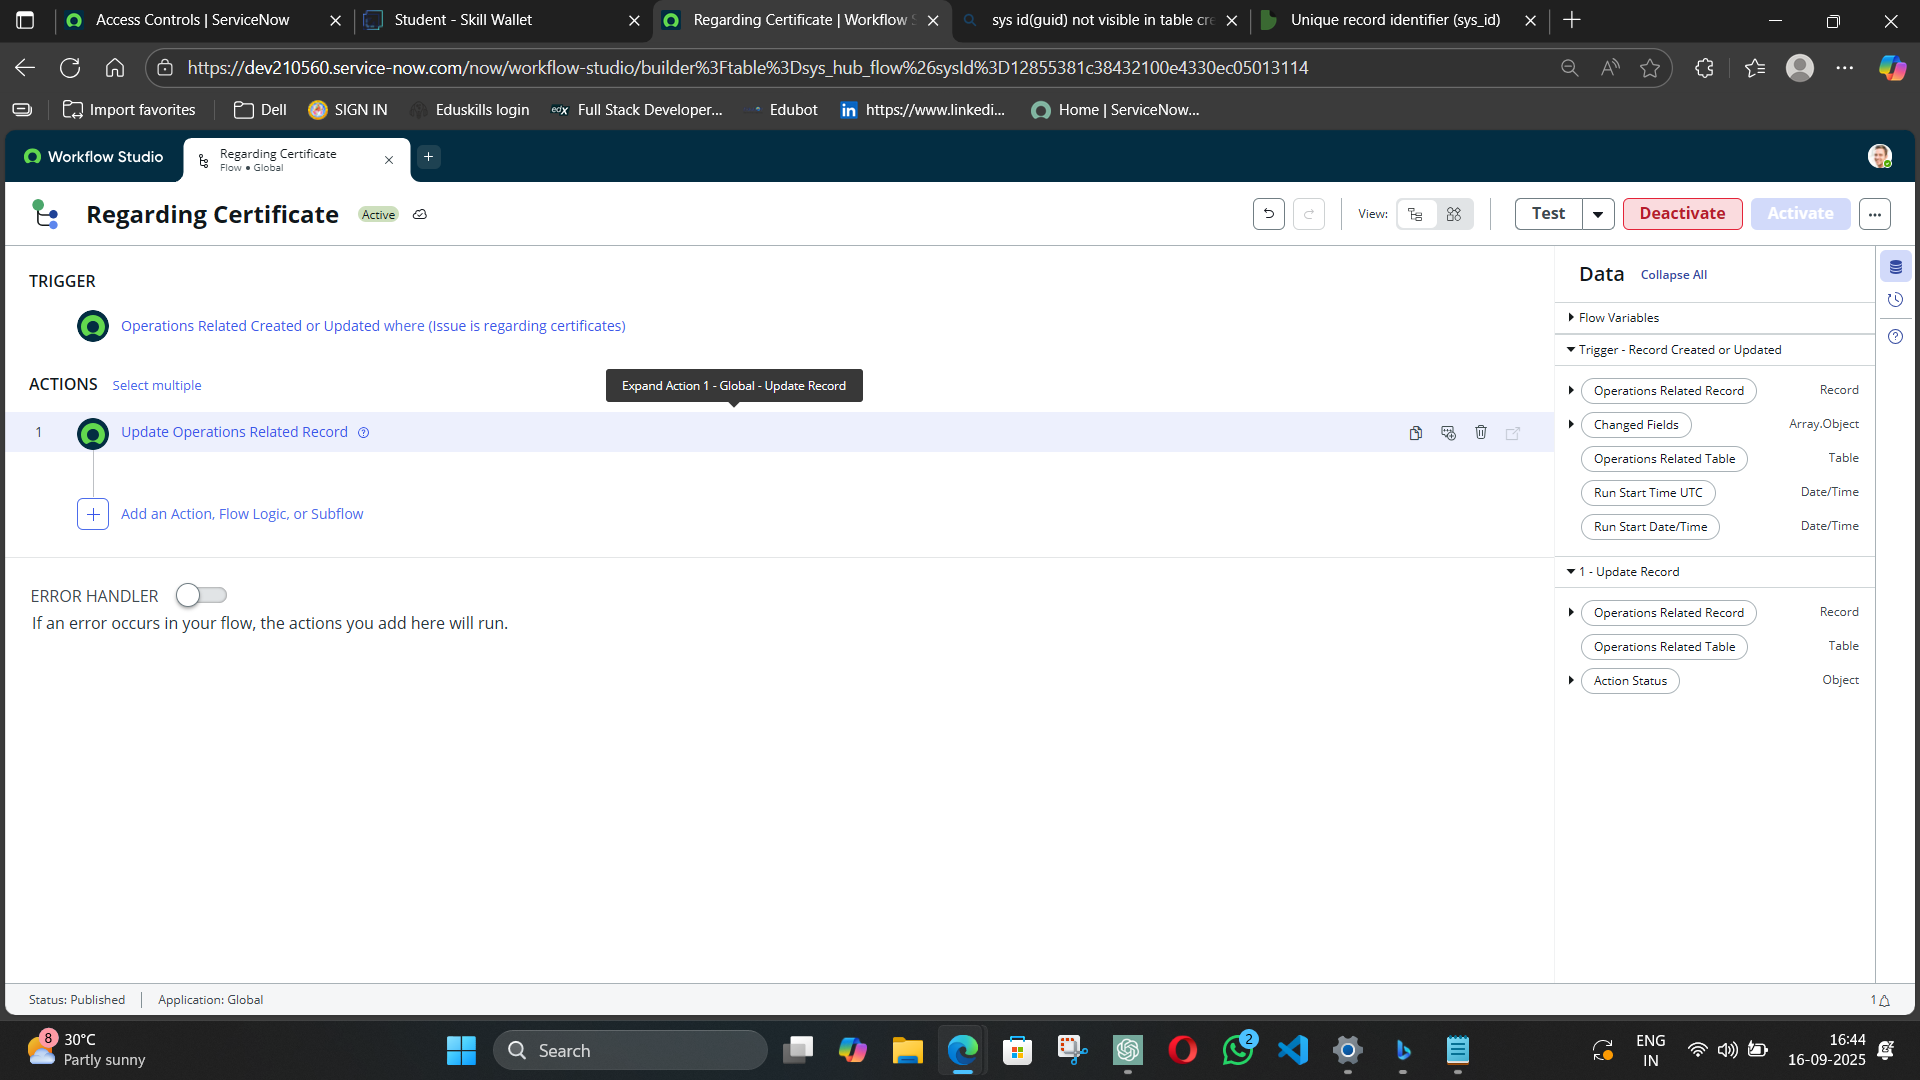 Access Controls | ServiceNow
Student - Skill Wallet
Regarding Certificate | Workflow S
sys id(guid) not visible in table cre
Unique record identifier (sys_id)
https://dev210560.service-now.com/now/workflow-studio/builder%3Ftable%3Dsys_hub_flow%26sysId%3D12855381c38432100e4330ec05013114
Import favorites
Dell
SIGN IN
Eduskills login
edX
Full Stack Developer...
Edubot
https://www.linkedi...
Home | ServiceNow...
Workflow Studio
Regarding Certificate
Flow • Global
Regarding Certificate
Active
View:
Test
Deactivate
Activate
TRIGGER
Operations Related Created or Updated where (Issue is regarding certificates)
ACTIONS
Select multiple
Expand Action 1 - Global - Update Record
1
Update Operations Related Record
Add an Action, Flow Logic, or Subflow
ERROR HANDLER
If an error occurs in your flow, the actions you add here will run.
Data
Collapse All
Flow Variables
Trigger - Record Created or Updated
Operations Related Record
Record
Changed Fields
Array.Object
Operations Related Table
Table
Run Start Time UTC
Date/Time
Run Start Date/Time
Date/Time
1 - Update Record
Operations Related Record
Record
Operations Related Table
Table
Action Status
Object
Status: Published
Application: Global
1
8
30°C
Partly sunny
Search
2
ENG
IN
16:44
16-09-2025